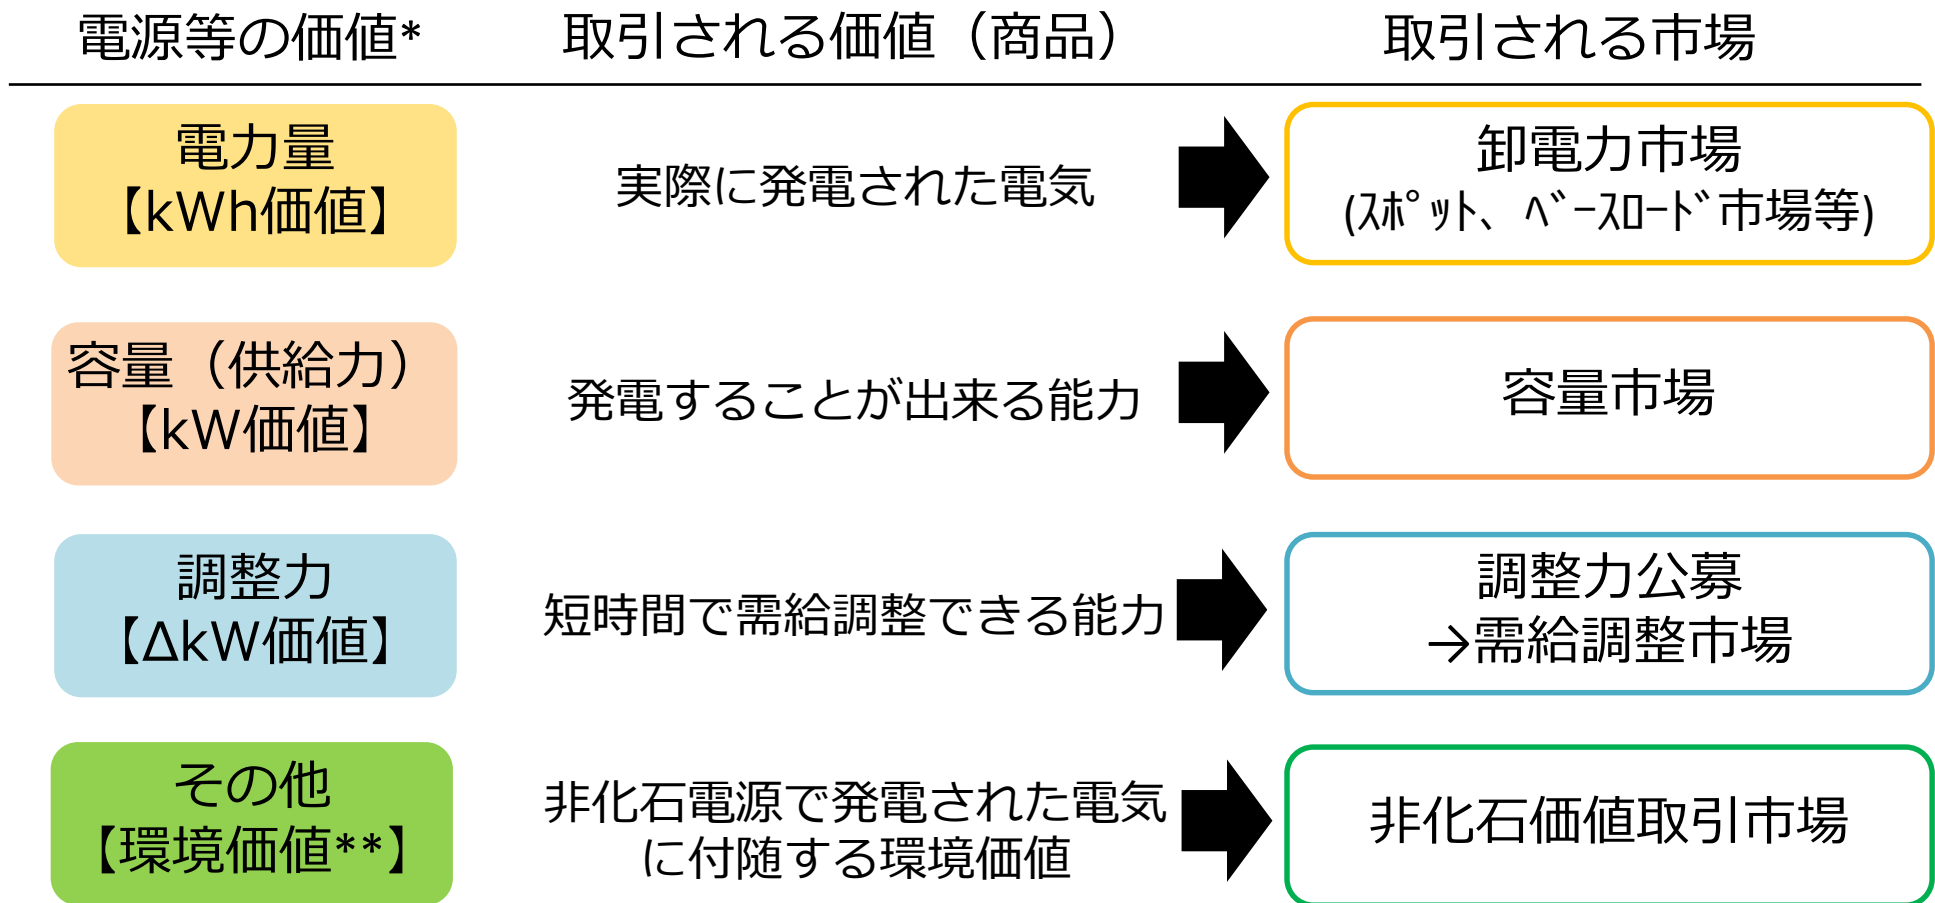 電源等の価値*
取引される価値（商品）
取引される市場
電力量
【kWh価値】
実際に発電された電気
卸電力市場
(ｽﾎﾟｯﾄ、ﾍﾞｰｽﾛｰﾄﾞ市場等)
容量（供給力）
【kW価値】
発電することが出来る能力
容量市場
調整力
【ΔkW価値】
短時間で需給調整できる能力
調整力公募
→需給調整市場
その他
【環境価値**】
非化石電源で発電された電気
に付随する環境価値
非化石価値取引市場